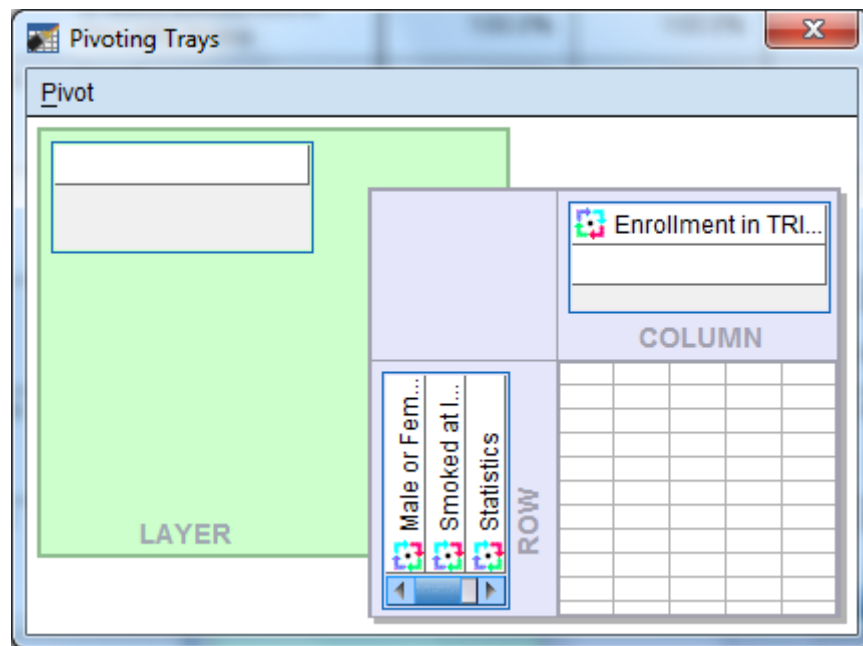 Pivoting Trays
Pivot
Enrollment in TRI...
COLUMN
Male or Fem...
Smoked at l...
Statistics
ROW
LAYER